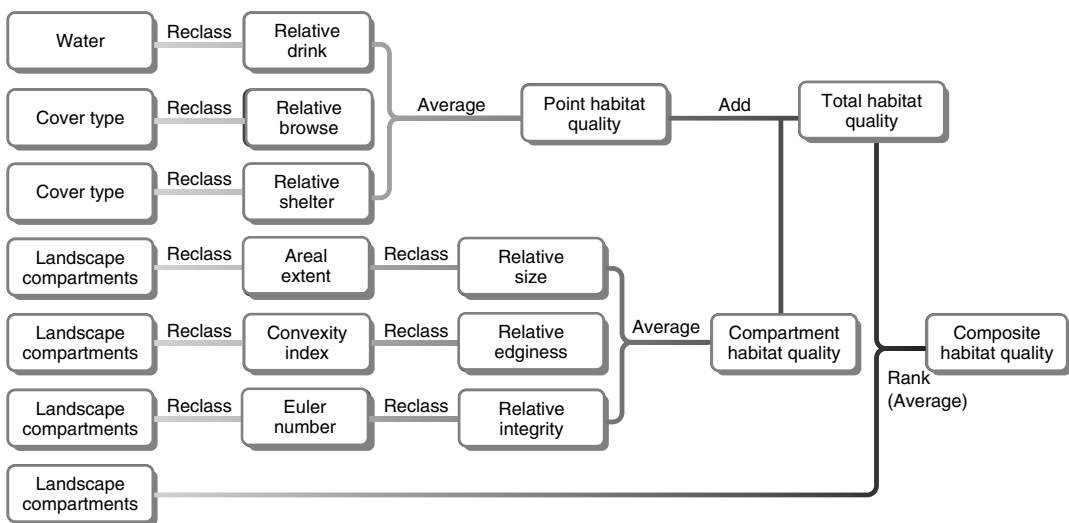 Water
Reclass
Relative
drink
Cover type
Reclass
Relative
browse
Average
Point habitat
quality
Add
Total habitat
quality
Cover type
Reclass
Relative
shelter
Landscape
compartments
Reclass
Areal
extent
Reclass
Relative
size
Landscape
compartments
Reclass
Convexity
index
Reclass
Relative
edginess
Average
Compartment
habitat quality
Composite
habitat quality
Rank
(Average)
Landscape
compartments
Reclass
Euler
number
Reclass
Relative
integrity
Landscape
compartments